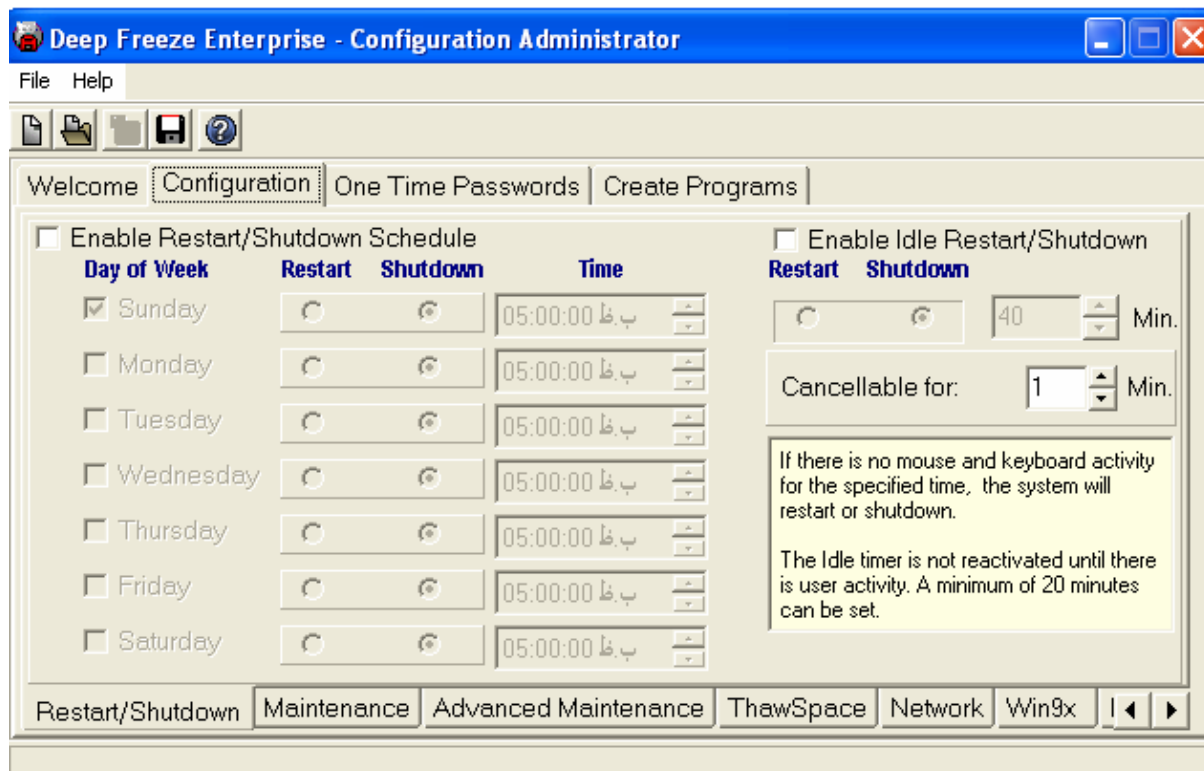 Deep Freeze Enterprise - Configuration Administrator
File Help
Welcome Configuration One Time Passwords Create Programs
Enable Restart/Shutdown Schedule
Day of Week Restart Shutdown Time
Sunday 05:00:00 ب.ظ
Monday 05:00:00 ب.ظ
Tuesday 05:00:00 ب.ظ
Wednesday 05:00:00 ب.ظ
Thursday 05:00:00 ب.ظ
Friday 05:00:00 ب.ظ
Saturday 05:00:00 ب.ظ
Enable Idle Restart/Shutdown
Restart Shutdown
40 Min.
Cancellable for: 1 Min.
If there is no mouse and keyboard activity
for the specified time, the system will
restart or shutdown.
The Idle timer is not reactivated until there
is user activity. A minimum of 20 minutes
can be set.
Restart/Shutdown Maintenance Advanced Maintenance ThawSpace Network Win9x